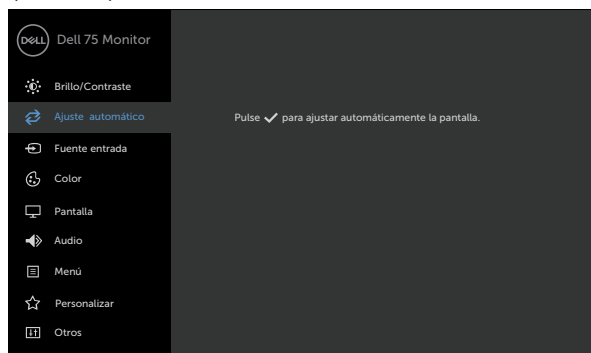 DELL Dell 75 Monitor
Brillo/Contraste
Ajuste automático
Pulse ✓ para ajustar automáticamente la pantalla.
Fuente entrada
Color
Pantalla
Audio
Menú
Personalizar
Otros